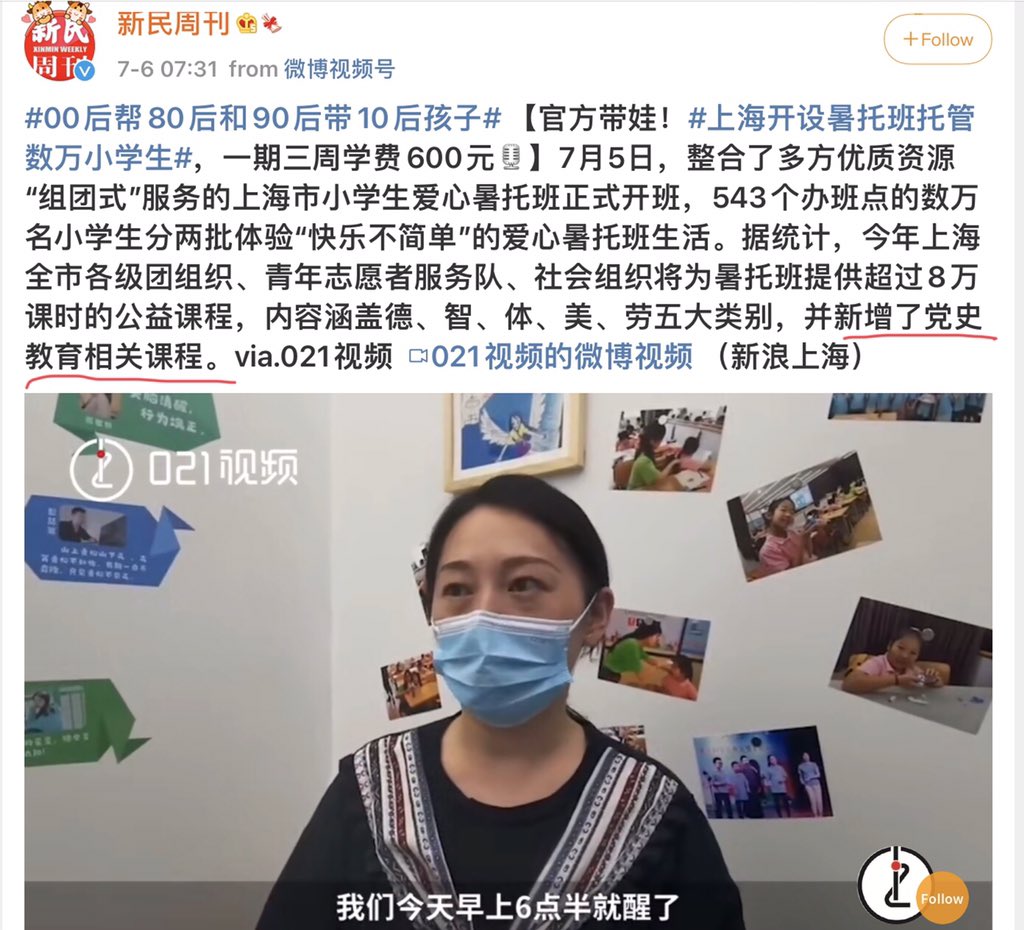 新民
XINMIN WEEKLY
周刊
新民周刊
+Follow
7-6 07:31 from 微博视频号
#00后帮80后和90后带10后孩子# 【官方带娃！#上海开设暑托班托管
数万小学生#，一期三周学费600元🎙️】7月5日，整合了多方优质资源
“组团式”服务的上海市小学生爱心暑托班正式开班，543个办班点的数万
名小学生分两批体验“快乐不简单”的爱心暑托班生活。据统计，今年上海
全市各级团组织、青年志愿者服务队、社会组织将为暑托班提供超过8万
课时的公益课程，内容涵盖德、智、体、美、劳五大类别，并新增了党史
教育相关课程。via.021视频 021视频的微博视频 （新浪上海）
头脑清醒，
行为端正。
021视频
我们今天早上6点半就醒了
Follow